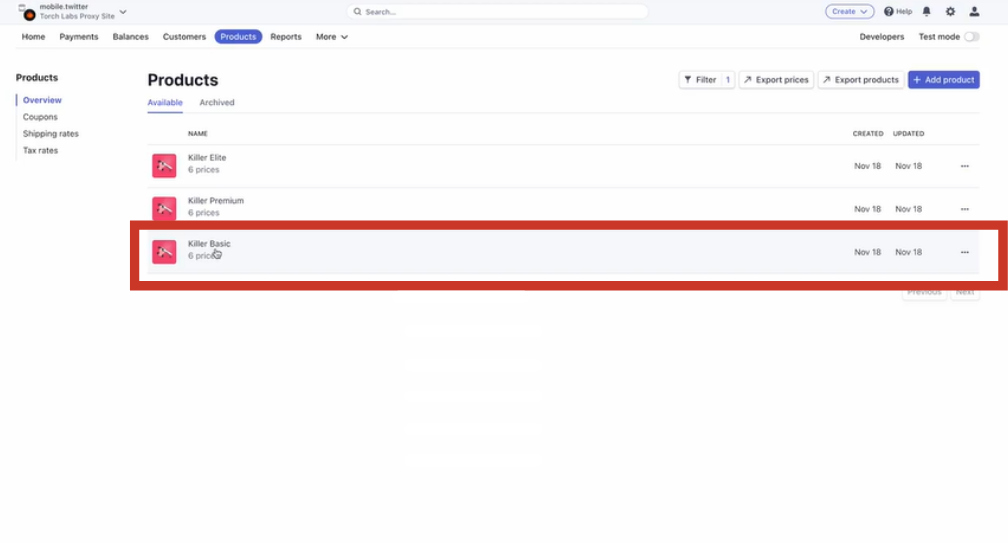 mobile.twitter
Torch Labs Proxy Site
Search...
Create
Help
Home Payments Balances Customers Products Reports More
Developers Test mode
Products
Overview
Coupons
Shipping rates
Tax rates
Products
Filter 1 Export prices Export products + Add product
Available Archived
NAME CREATED UPDATED
Killer Elite
6 prices
Nov 18 Nov 18
Killer Premium
6 prices
Nov 18 Nov 18
Killer Basic
6 prices
Nov 18 Nov 18
Previous Next